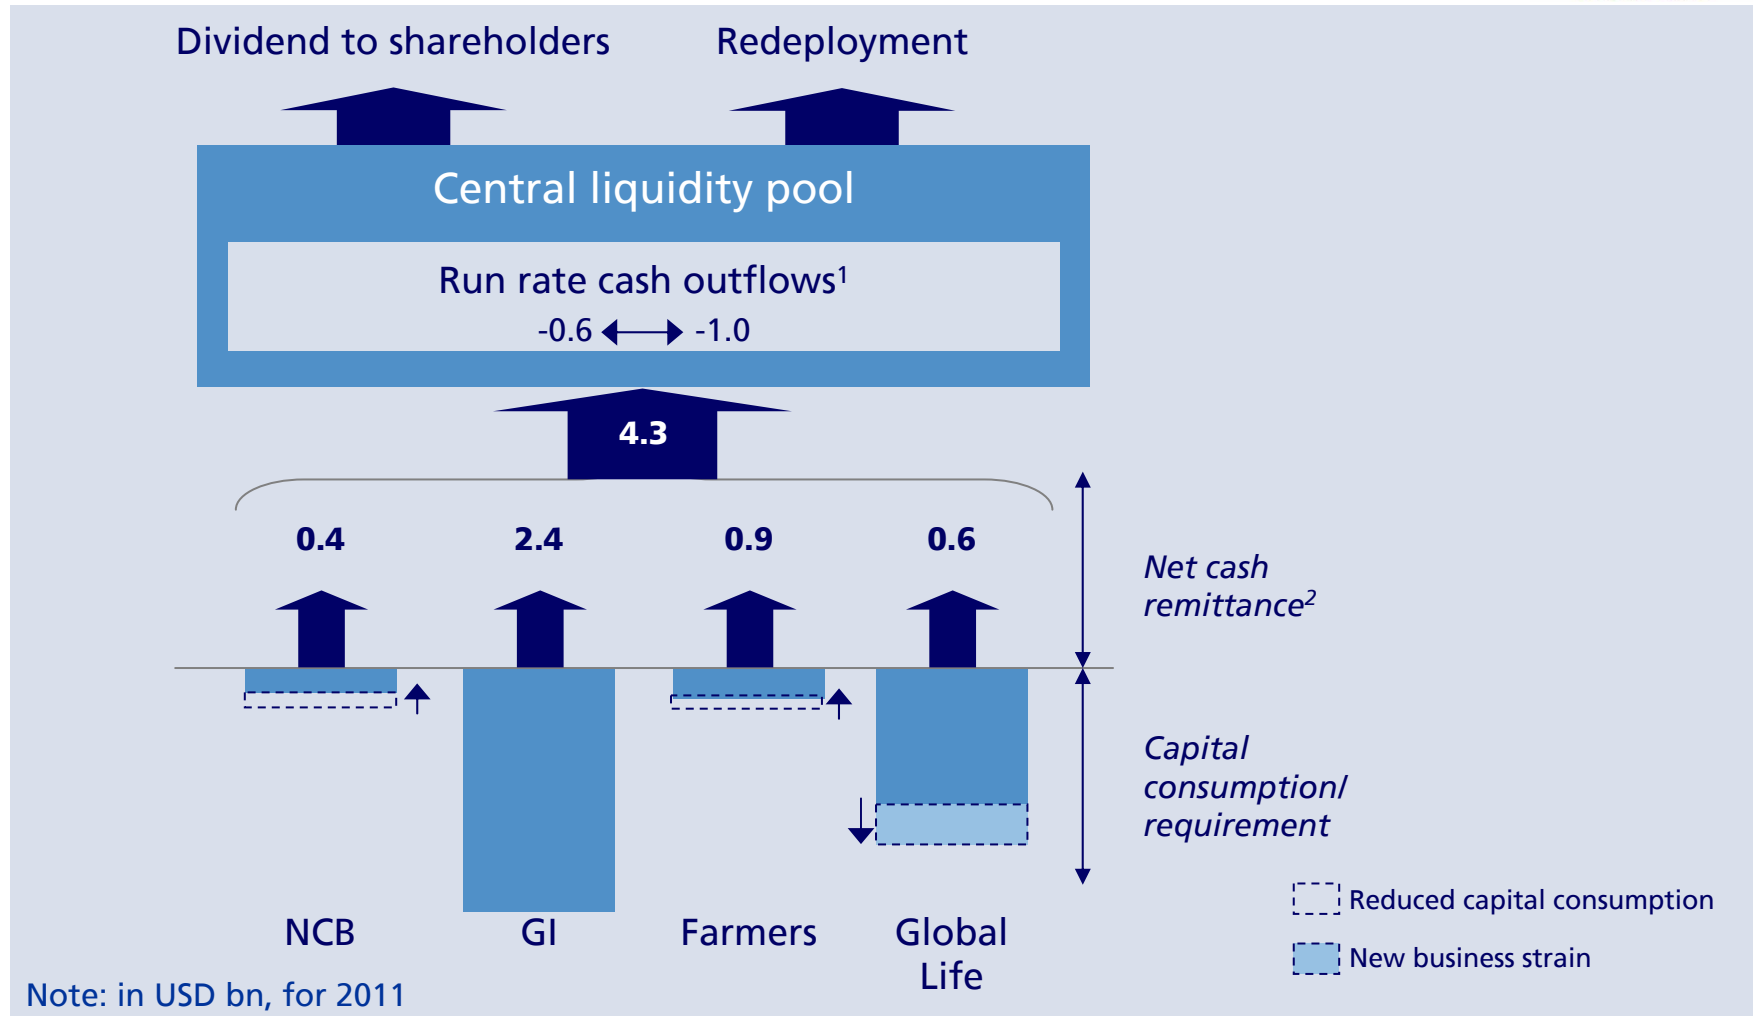 Dividend to shareholders
Redeployment
Central liquidity pool
Run rate cash outflows¹
-0.6
-1.0
4.3
0.4
2.4
0.9
0.6
Net cash
remittance²
Capital
consumption/
requirement
Reduced capital consumption
New business strain
NCB
GI
Farmers
Global
Life
Note: in USD bn, for 2011